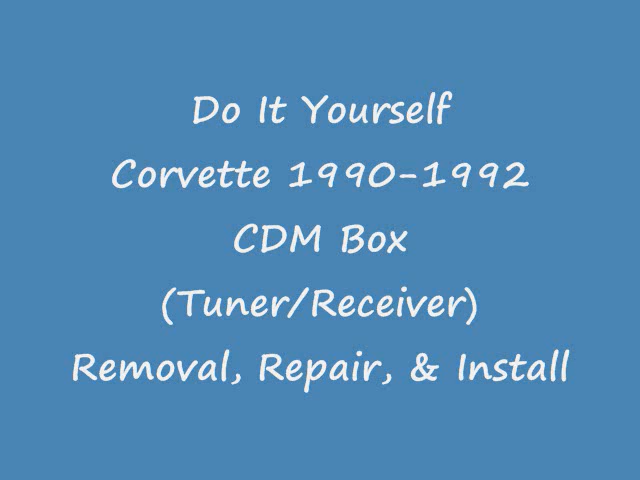 Do It Yourself
Corvette 1990-1992
CDM Box
(Tuner/Receiver)
Removal, Repair, & Install